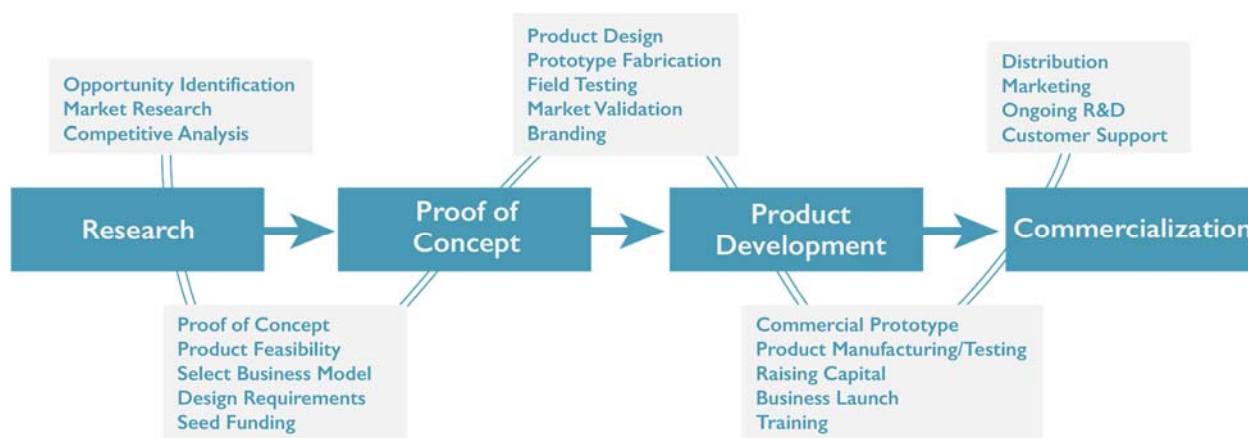 Opportunity Identification
Market Research
Competitive Analysis
Product Design
Prototype Fabrication
Field Testing
Market Validation
Branding
Distribution
Marketing
Ongoing R&D
Customer Support
Research
Proof of
Concept
Product
Development
Commercialization
Proof of Concept
Product Feasibility
Select Business Model
Design Requirements
Seed Funding
Commercial Prototype
Product Manufacturing/Testing
Raising Capital
Business Launch
Training